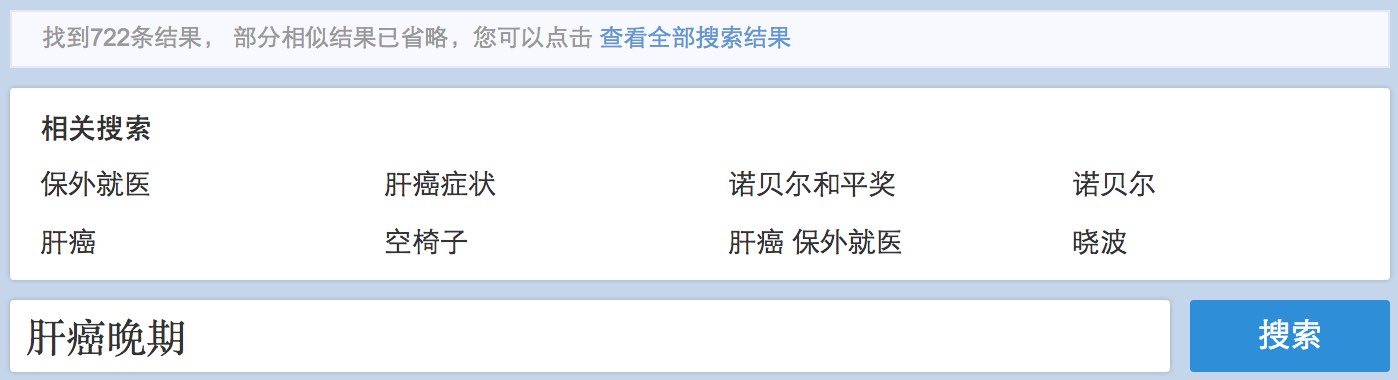 找到722条结果， 部分相似结果已省略，您可以点击 查看全部搜索结果
相关搜索
保外就医 肝癌症状 诺贝尔和平奖 诺贝尔
肝癌 空椅子 肝癌 保外就医 晓波
肝癌晚期 搜索